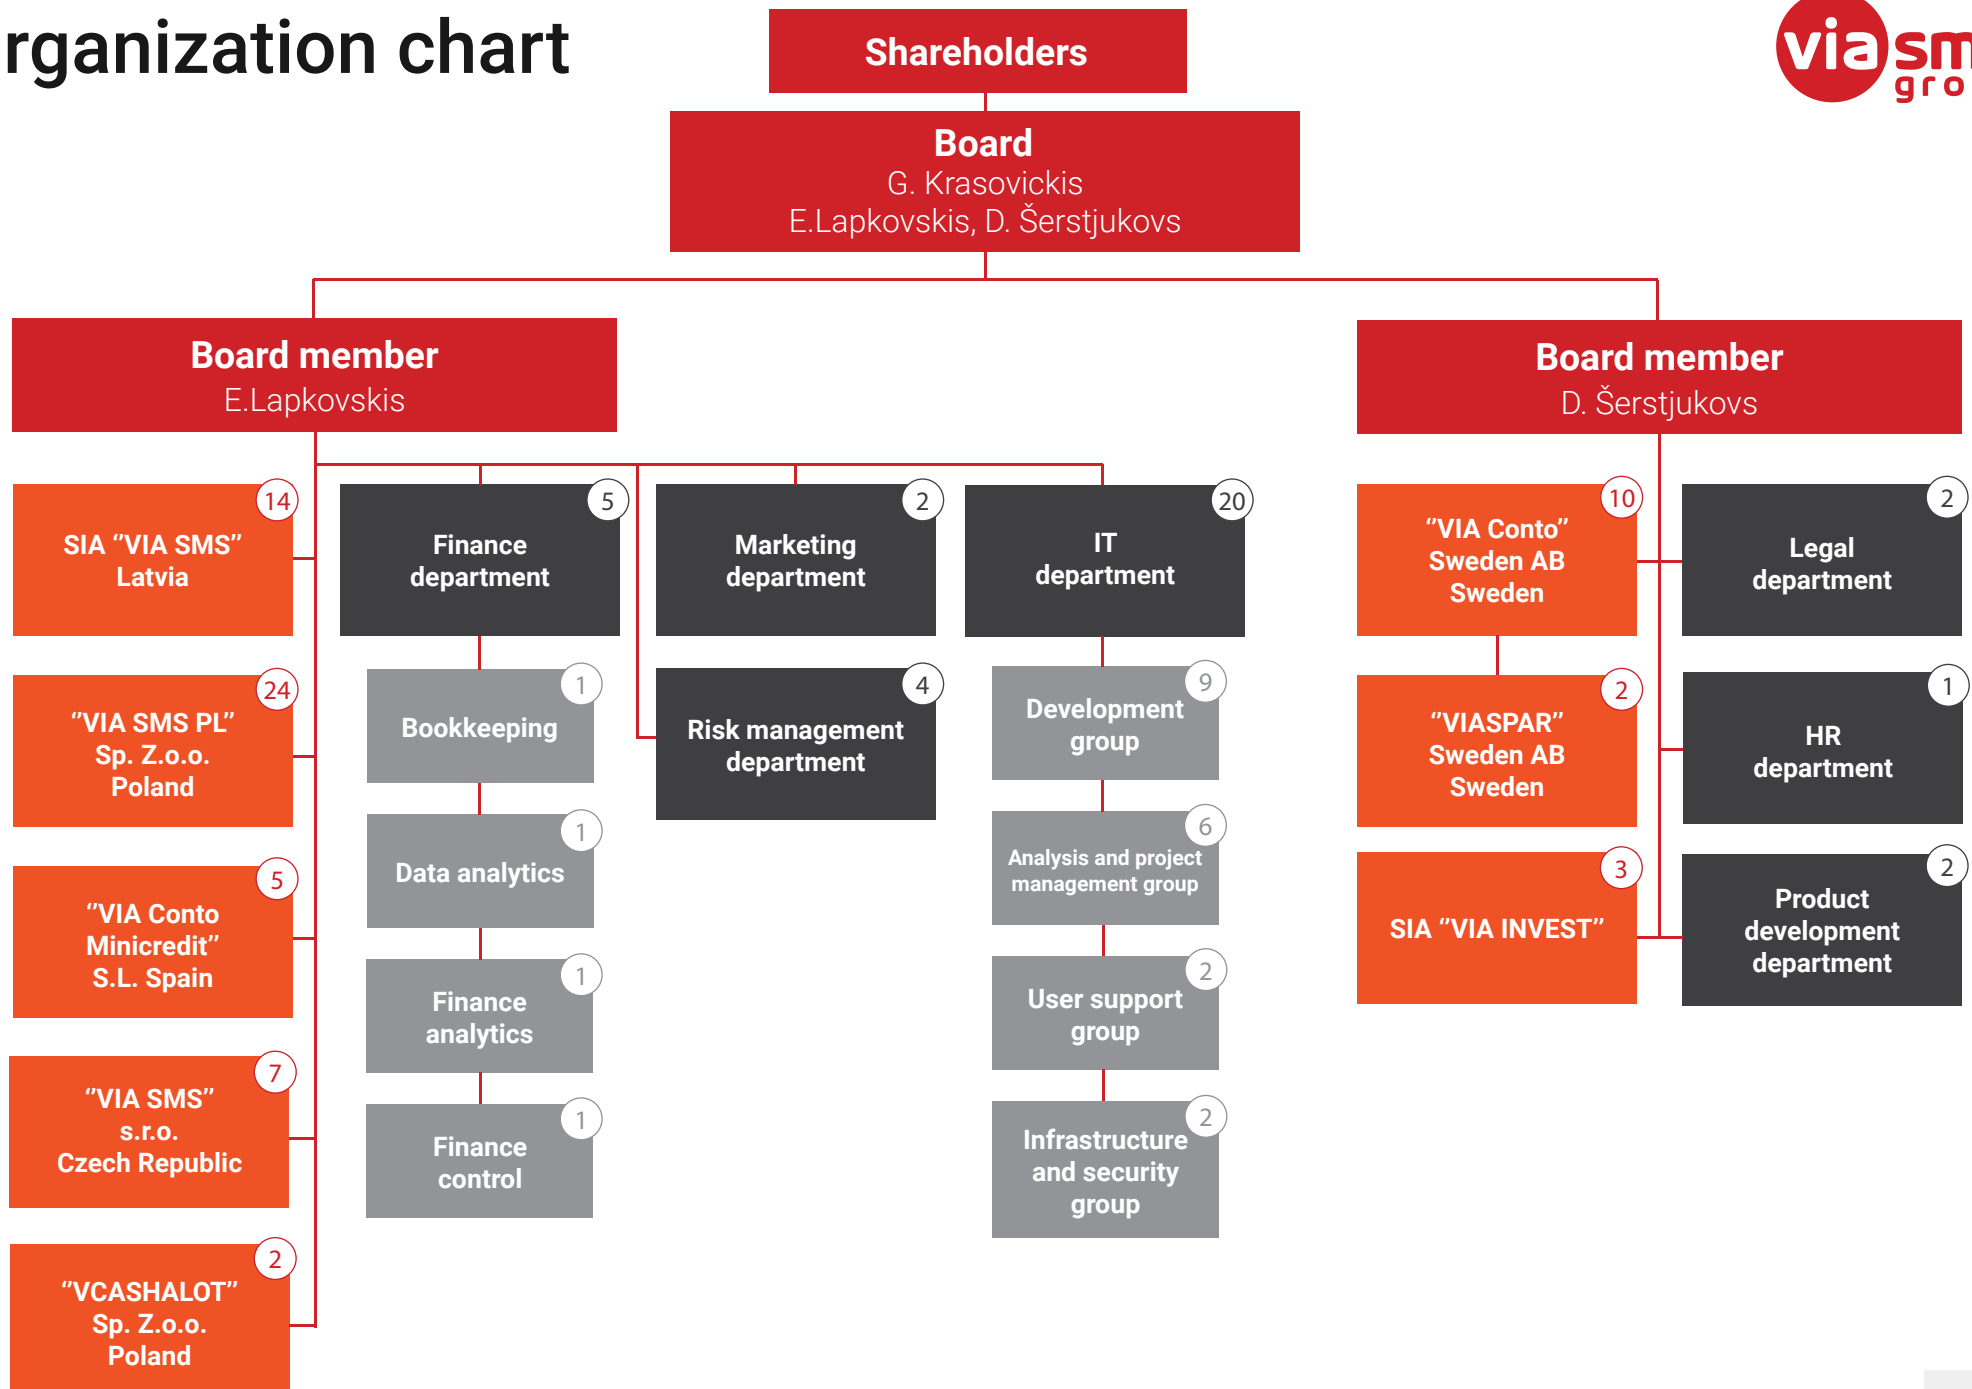 rganization chart
Shareholders
via sm
gro
Board
G. Krasovickis
E.Lapkovskis, D. Šerstjukovs
Board member
E.Lapkovskis
Board member
D. Šerstjukovs
14
SIA ‘’VIA SMS’’
Latvia
24
‘’VIA SMS PL’’
Sp. Z.o.o.
Poland
5
‘’VIA Conto
Minicredit’’
S.L. Spain
7
‘’VIA SMS’’
s.r.o.
Czech Republic
2
‘’VCASHALOT’’
Sp. Z.o.o.
Poland
5
Finance
department
1
Bookkeeping
1
Data analytics
1
Finance
analytics
1
Finance
control
2
Marketing
department
4
Risk management
department
20
IT
department
9
Development
group
6
Analysis and project
management group
2
User support
group
2
Infrastructure
and security
group
10
‘’VIA Conto’’
Sweden AB
Sweden
2
‘’VIASPAR’’
Sweden AB
Sweden
3
SIA ‘’VIA INVEST’’
2
Legal
department
1
HR
department
2
Product
development
department